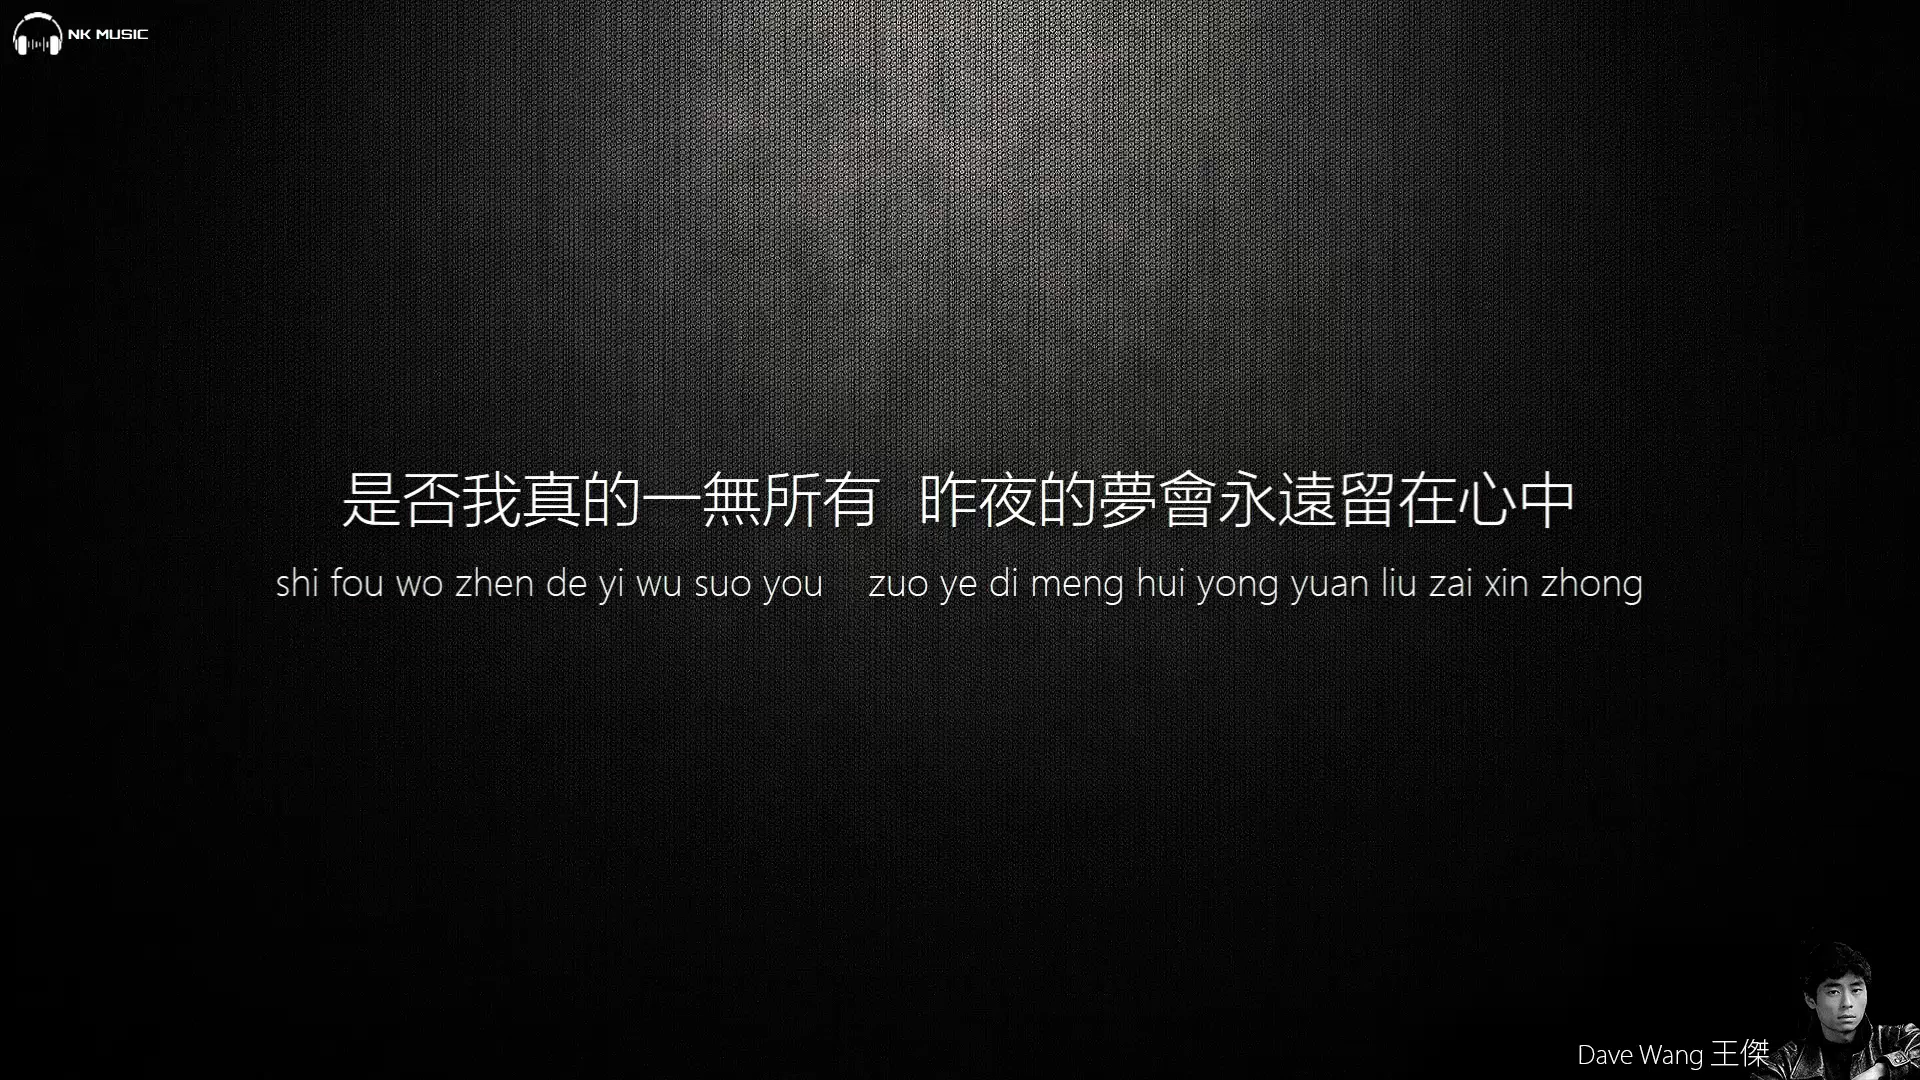 NK MUSIC
是否我真的一無所有 昨夜的夢會永遠留在心中
shi fou wo zhen de yi wu suo you zuo ye di meng hui yong yuan liu zai xin zhong
Dave Wang 王傑